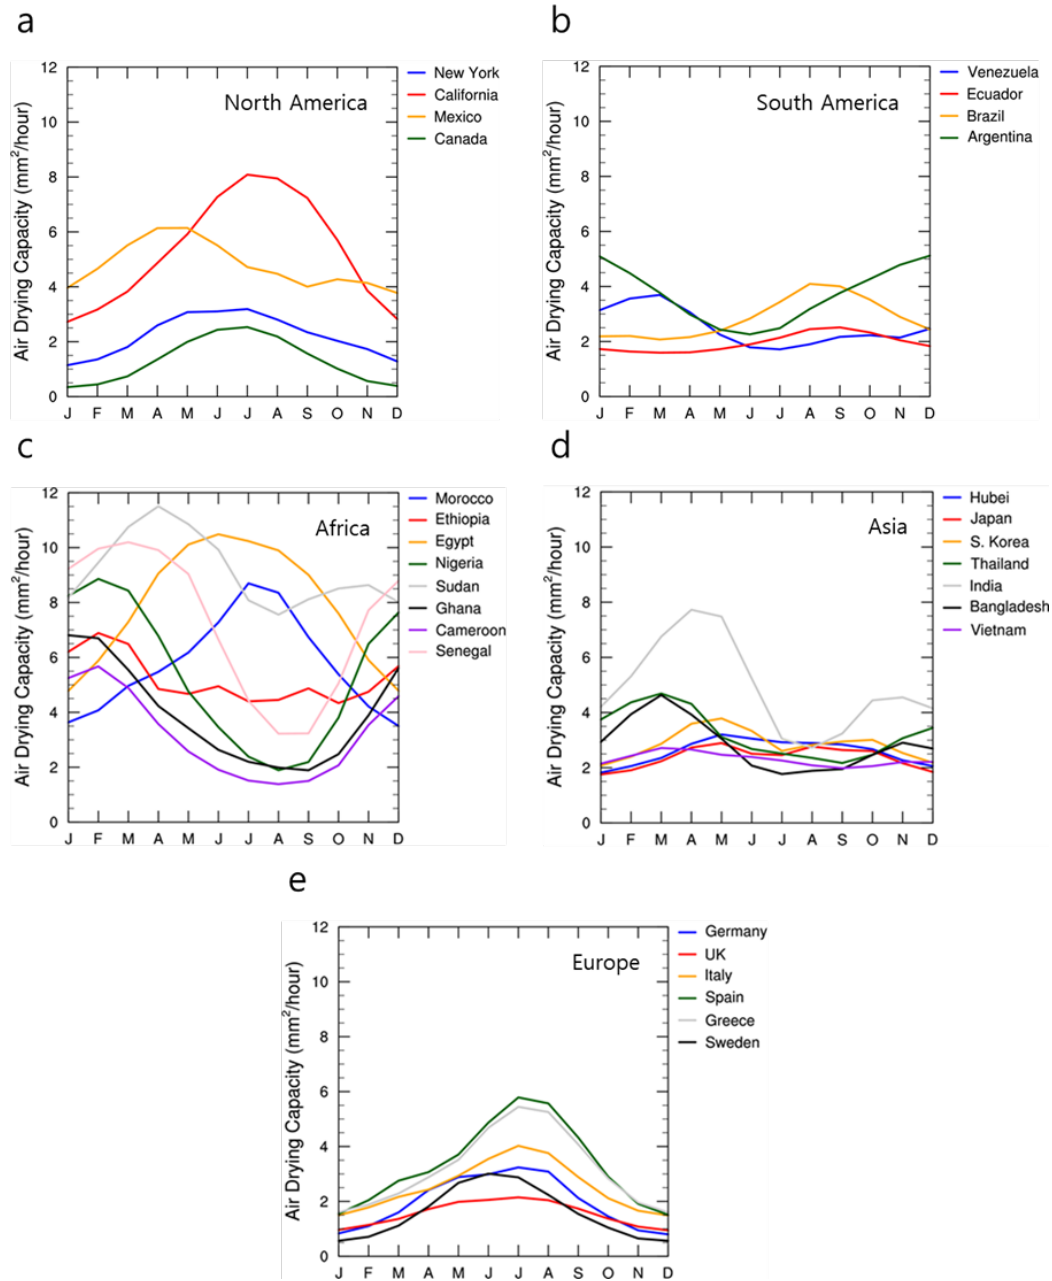 a
12
10
8
6
4
2
0
Air Drying Capacity (mm²/hour)
North America
J F M A M J J A S O N D
New York
California
Mexico
Canada
b
12
10
8
6
4
2
0
Air Drying Capacity (mm²/hour)
South America
J F M A M J J A S O N D
Venezuela
Ecuador
Brazil
Argentina
c
12
10
8
6
4
2
0
Air Drying Capacity (mm²/hour)
Africa
J F M A M J J A S O N D
Morocco
Ethiopia
Egypt
Nigeria
Sudan
Ghana
Cameroon
Senegal
d
12
10
8
6
4
2
0
Air Drying Capacity (mm²/hour)
Asia
J F M A M J J A S O N D
Hubei
Japan
S. Korea
Thailand
India
Bangladesh
Vietnam
e
12
10
8
6
4
2
0
Air Drying Capacity (mm²/hour)
Europe
J F M A M J J A S O N D
Germany
UK
Italy
Spain
Greece
Sweden